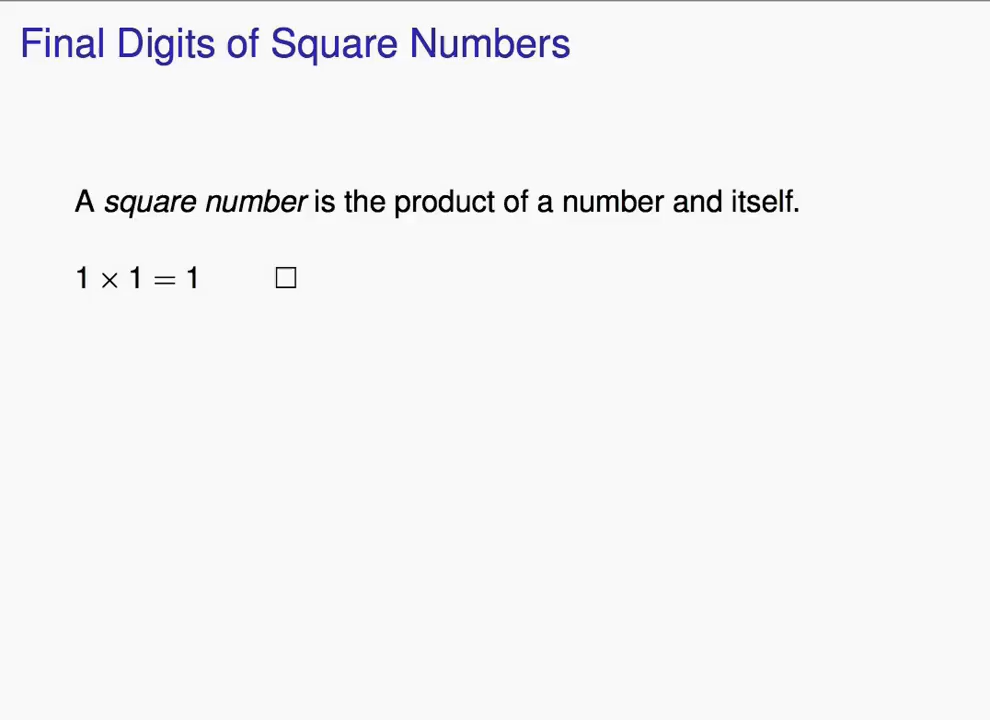 Final Digits of Square Numbers
A square number is the product of a number and itself.
1 × 1 = 1 □